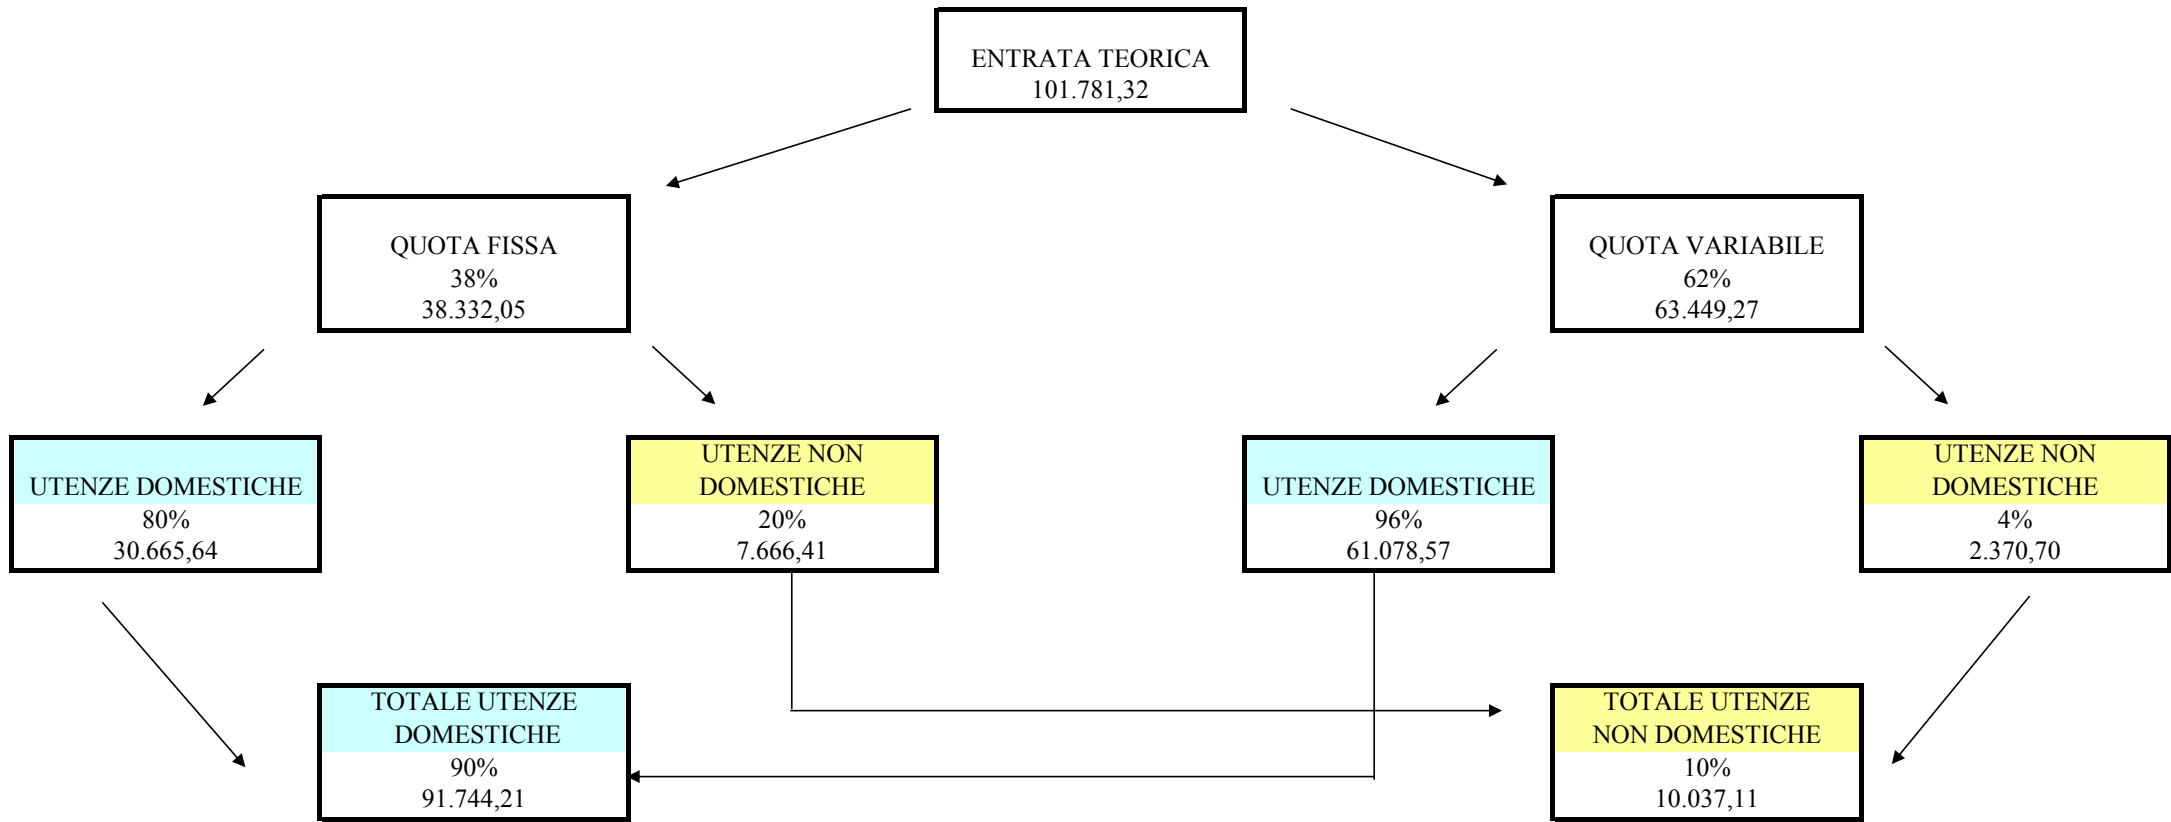 ENTRATA TEORICA
101.781,32
QUOTA FISSA
38%
38.332,05
QUOTA VARIABILE
62%
63.449,27
UTENZE DOMESTICHE
80%
30.665,64
UTENZE NON
DOMESTICHE
20%
7.666,41
UTENZE DOMESTICHE
96%
61.078,57
UTENZE NON
DOMESTICHE
4%
2.370,70
TOTALE UTENZE
DOMESTICHE
90%
91.744,21
TOTALE UTENZE
NON DOMESTICHE
10%
10.037,11